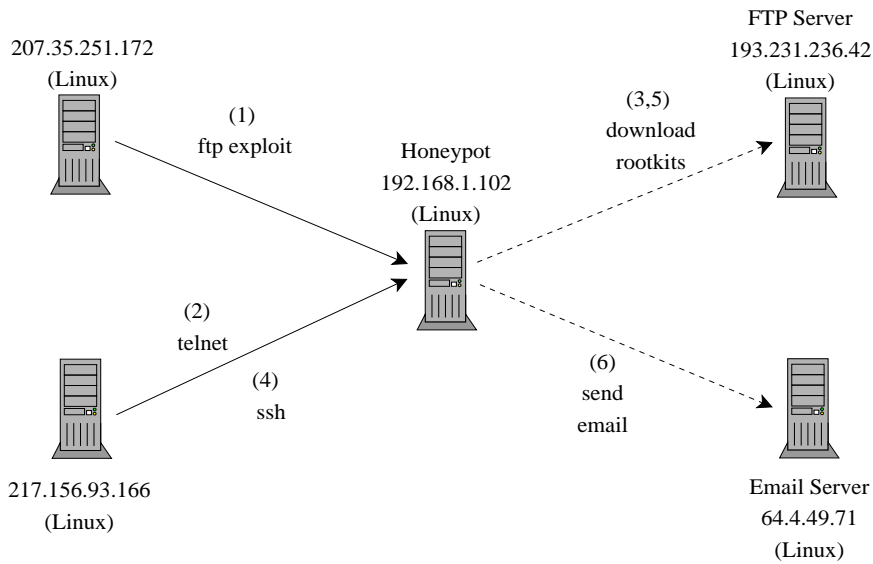 207.35.251.172
(Linux)
(1)
ftp exploit
Honeypot
192.168.1.102
(Linux)
FTP Server
193.231.236.42
(Linux)
(3,5)
download
rootkits
(2)
telnet
(4)
ssh
217.156.93.166
(Linux)
(6)
send
email
Email Server
64.4.49.71
(Linux)